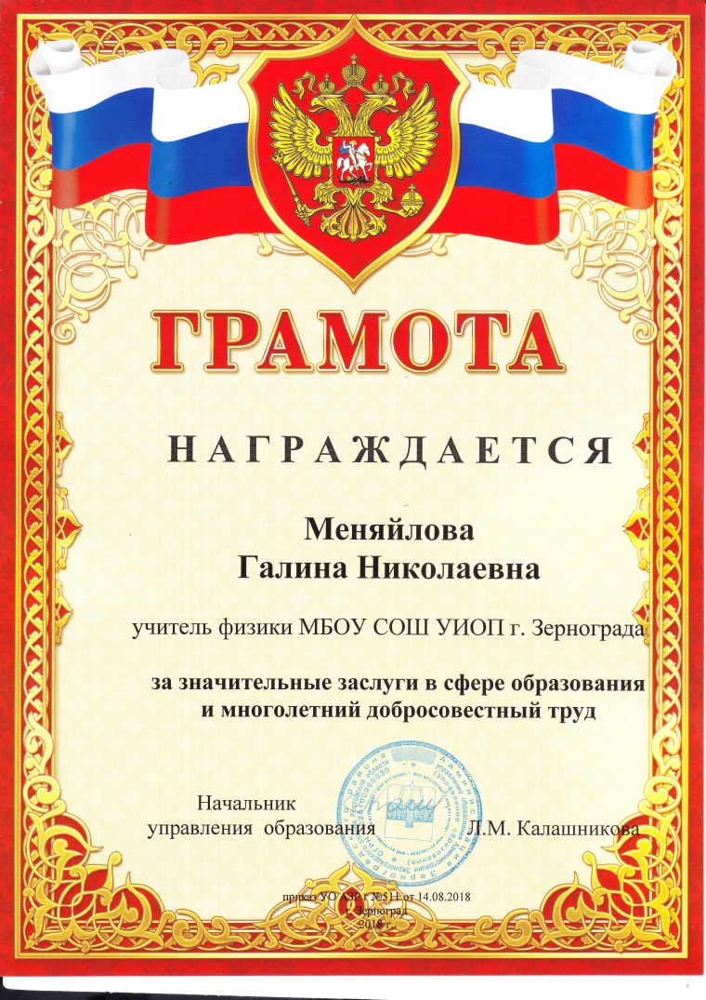 ГРАМОТА
НАГРАЖДАЕТСЯ
Меняйлова
Галина Николаевна
учитель физики МБОУ СОШ УИОП г. Зернограда
за значительные заслуги в сфере образования
и многолетний добросовестный труд
Начальник
управления образования
Л.М. Калашникова
приказ УО АЗР г №511 от 14.08.2018
г. Зерноград
2018 г.